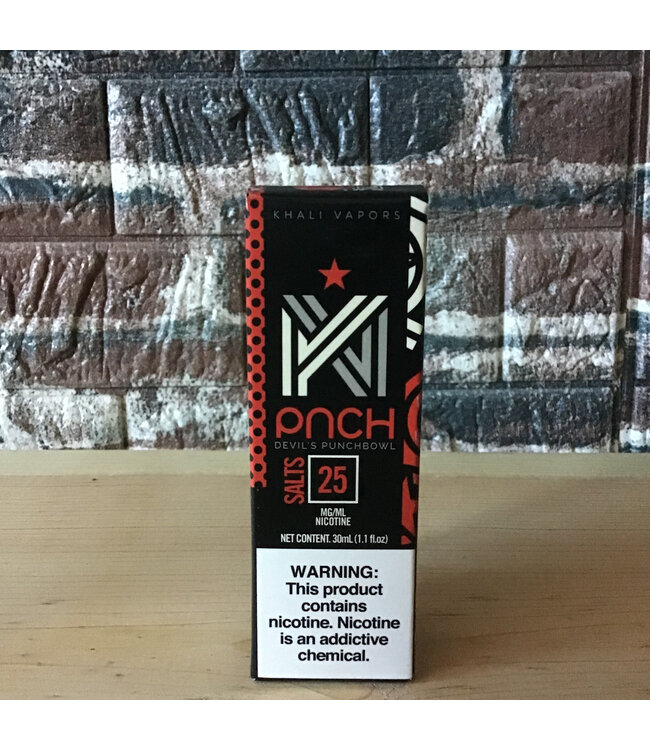 KHALI VAPORS
PNCH
DEVIL'S PUNCHBOWL
SALTS
25
MG/ML
NICOTINE
NET CONTENT. 30mL (1.1 fl.oz)
WARNING:
This product
contains
nicotine. Nicotine
is an addictive
chemical.